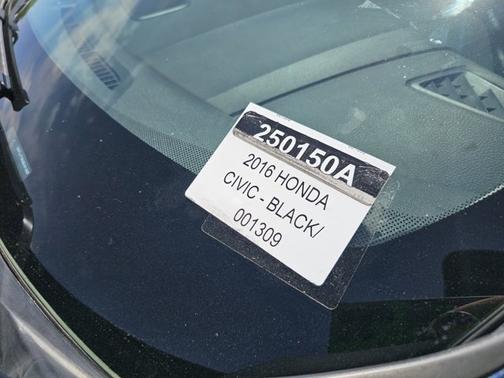 250150A
2016 HONDA
CIVIC - BLACK/
001309